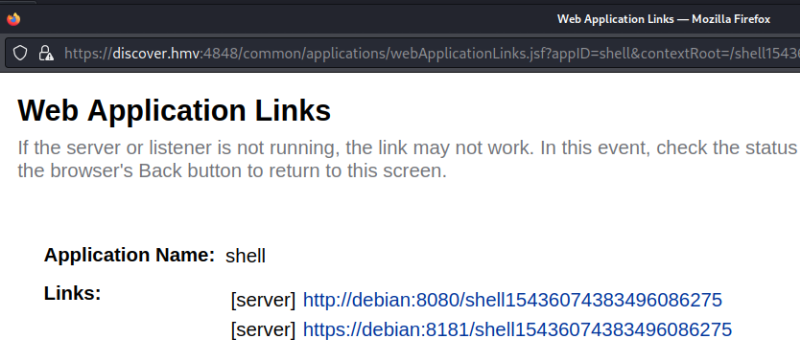 Web Application Links — Mozilla Firefox
https://discover.hmv:4848/common/applications/webApplicationLinks.jsf?appID=shell&contextRoot=/shell15436
Web Application Links
If the server or listener is not running, the link may not work. In this event, check the status
the browser's Back button to return to this screen.
Application Name: shell
Links:
[server] http://debian:8080/shell15436074383496086275
[server] https://debian:8181/shell15436074383496086275